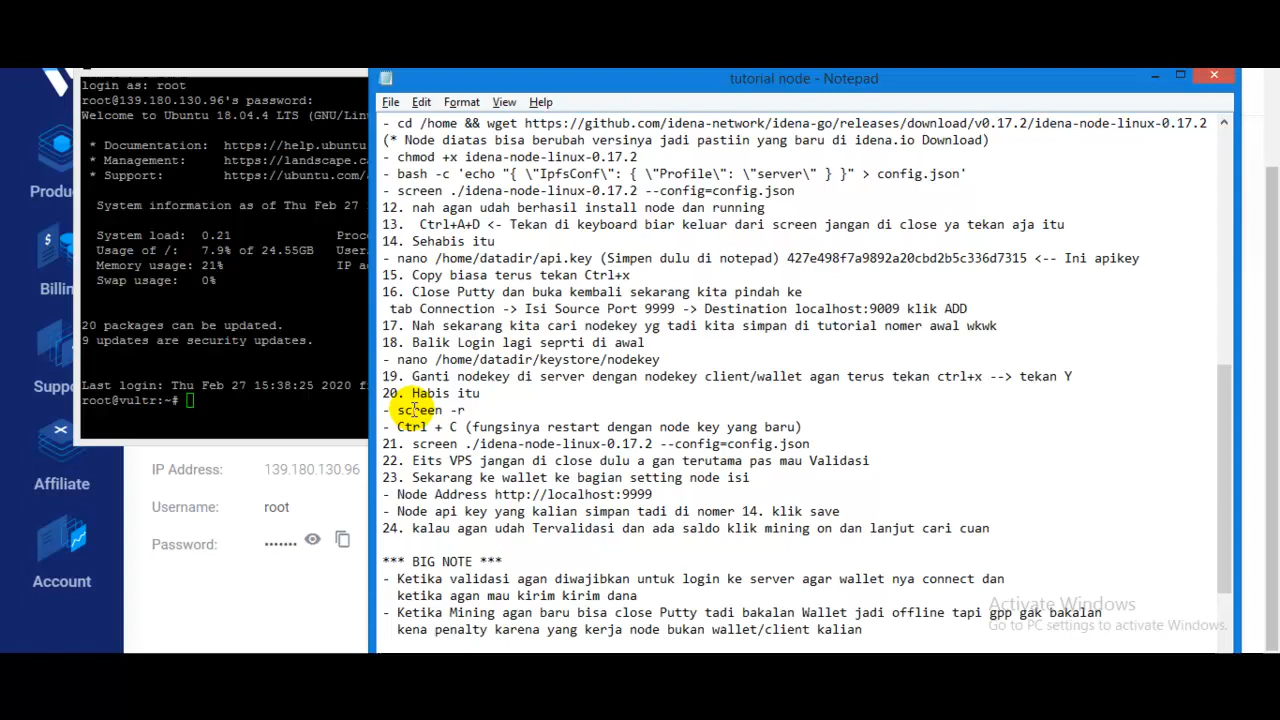 login as: root
root@139.180.130.96's password:
Welcome to Ubuntu 18.04.4 LTS (GNU/Lin
* Documentation: https://help.ubuntu
* Management: https://landscape.ca
* Support: https://ubuntu.com/
System information as of Thu Feb 27
System load: 0.21 Proc
Usage of /: 7.9% of 24.55GB User
Memory usage: 21% IP a
Swap usage: 0%
20 packages can be updated.
9 updates are security updates.
Last login: Thu Feb 27 15:38:25 2020 f
root@vultr:~#
Produ
Billin
Supp
Affiliate
Account
IP Address: 139.180.130.96
Username: root
Password: •••••••
tutorial node - Notepad
File Edit Format View Help
- cd /home && wget https://github.com/idena-network/idena-go/releases/download/v0.17.2/idena-node-linux-0.17.2
(* Node diatas bisa berubah versinya jadi pastiin yang baru di idena.io Download)
- chmod +x idena-node-linux-0.17.2
- bash -c 'echo "{ \"IpfsConf\": { \"Profile\": \"server\" } }" > config.json'
- screen ./idena-node-linux-0.17.2 --config=config.json
12. nah agan udah berhasil install node dan running
13.  Ctrl+A+D <- Tekan di keyboard biar keluar dari screen jangan di close ya tekan aja itu
14. Sehabis itu
- nano /home/datadir/api.key (Simpen dulu di notepad) 427e498f7a9892a20cbd2b5c336d7315 <-- Ini apikey
15. Copy biasa terus tekan Ctrl+x
16. Close Putty dan buka kembali sekarang kita pindah ke
tab Connection -> Isi Source Port 9999 -> Destination localhost:9009 klik ADD
17. Nah sekarang kita cari nodekey yg tadi kita simpan di tutorial nomer awal wkwk
18. Balik Login lagi seprti di awal
- nano /home/datadir/keystore/nodekey
19. Ganti nodekey di server dengan nodekey client/wallet agan terus tekan ctrl+x --> tekan Y
20. Habis itu
- screen -r
- Ctrl + C (fungsinya restart dengan node key yang baru)
21. screen ./idena-node-linux-0.17.2 --config=config.json
22. Eits VPS jangan di close dulu a gan terutama pas mau Validasi
23. Sekarang ke wallet ke bagian setting node isi
- Node Address http://localhost:9999
- Node api key yang kalian simpan tadi di nomer 14. klik save
24. kalau agan udah Tervalidasi dan ada saldo klik mining on dan lanjut cari cuan
*** BIG NOTE ***
- Ketika validasi agan diwajibkan untuk login ke server agar wallet nya connect dan
ketika agan mau kirim kirim dana
- Ketika Mining agan baru bisa close Putty tadi bakalan Wallet jadi offline tapi gpp gak bakalan
kena penalty karena yang kerja node bukan wallet/client kalian
Activate Windows
Go to PC settings to activate Windows.